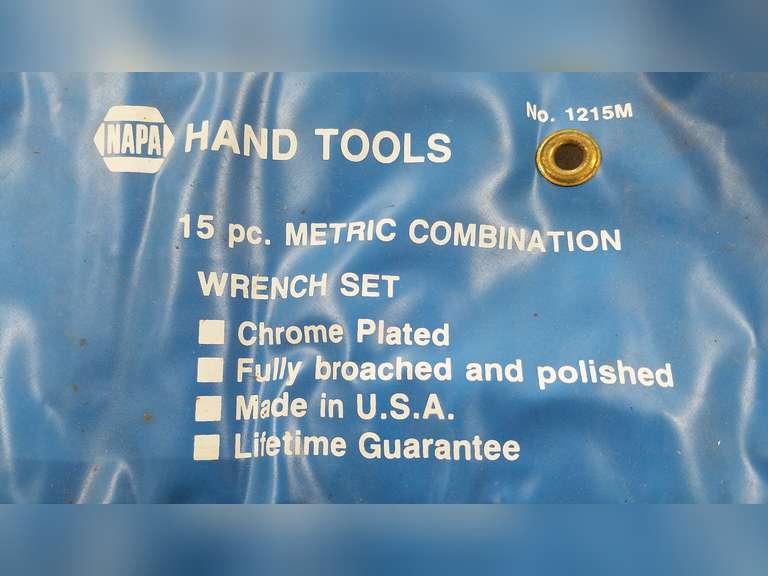 NAPA HAND TOOLS
No. 1215M
15 pc. METRIC COMBINATION
WRENCH SET
Chrome Plated
Fully broached and polished
Made in U.S.A.
Lifetime Guarantee